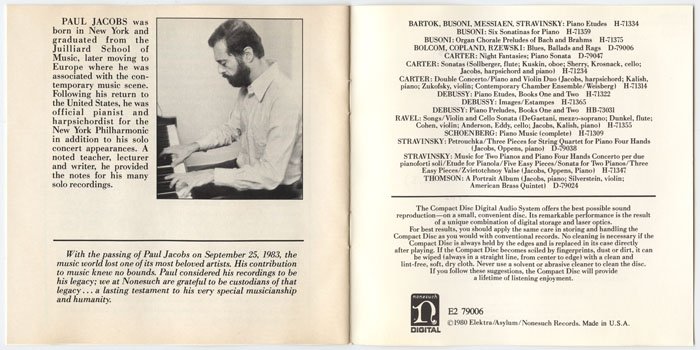 PAUL JACOBS was
born in New York and
graduated from the
Juilliard School of
Music, later moving to
Europe where he was
associated with the con-
temporary music scene.
Following his return to
the United States, he was
official pianist and
harpsichordist for the
New York Philharmonic
in addition to his solo
concert appearances. A
noted teacher, lecturer
and writer, he provided
the notes for his many
solo recordings.
With the passing of Paul Jacobs on September 25, 1983, the
music world lost one of its most beloved artists. His contribution
to music knew no bounds. Paul considered his recordings to be
his legacy; we at Nonesuch are grateful to be custodians of that
legacy . . . a lasting testament to his very special musicianship
and humanity.
BARTOK, BUSONI, MESSIAEN, STRAVINSKY: Piano Etudes H-71334
BUSONI: Six Sonatinas for Piano H-71359
BUSONI: Organ Chorale Preludes of Bach and Brahms H-71375
BOLCOM, COPLAND, RZEWSKI: Blues, Ballads and Rags D-79006
CARTER: Night Fantasies; Piano Sonata D-79047
CARTER: Sonatas (Sollberger, flute; Kuskin, oboe; Sherry, Krosnack, cello;
Jacobs, harpsichord and piano) H-71234
CARTER: Double Concerto/Piano and Violin Duo (Jacobs, harpsichord; Kalish,
piano; Zukofsky, violin; Contemporary Chamber Ensemble/Weisberg) H-71314
DEBUSSY: Piano Etudes, Books One and Two H-71322
DEBUSSY: Images/Estampes H-71365
DEBUSSY: Piano Preludes, Books One and Two HB-73031
RAVEL: Songs/Violin and Cello Sonata (DeGaetani, mezzo-soprano; Dunkel, flute;
Cohen, violin; Anderson, Eddy, cello; Jacobs, Kalish, piano) H-71355
SCHOENBERG: Piano Music (complete) H-71309
STRAVINSKY: Petrouchka/Three Pieces for String Quartet for Piano Four Hands
(Jacobs, Oppens, piano) D-79038
STRAVINSKY: Music for Two Pianos and Piano Four Hands Concerto per due
pianoforti soli/Etude for Pianola/Five Easy Pieces/Sonata for Two Pianos/Three
Easy Pieces/Zvietotchnoy Valse (Jacobs, Oppens, Piano) H-71347
THOMSON: A Portrait Album (Jacobs, piano; Silverstein, violin;
American Brass Quintet) D-79024
The Compact Disc Digital Audio System offers the best possible sound
reproduction—on a small, convenient disc. Its remarkable performance is the result
of a unique combination of digital storage and laser optics.
For best results, you should apply the same care in storing and handling the
Compact Disc as you would with conventional records. No cleaning is necessary if the
Compact Disc is always held by the edges and is replaced in its case directly
after playing. If the Compact Disc becomes soiled by fingerprints, dust or dirt, it can
be wiped (always in a straight line, from center to edge) with a clean and
lint-free, soft, dry cloth. Never use a solvent or abrasive cleaner to clean the disc.
If you follow these suggestions, the Compact Disc will provide
a lifetime of listening enjoyment.
nonesuch
n
DIGITAL
E2 79006
©1980 Elektra/Asylum/Nonesuch Records. Made in U.S.A.